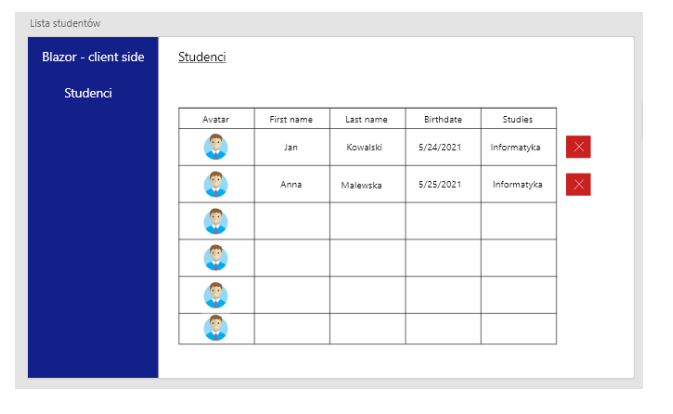 Lista studentów
Blazor - client side
Studenci
Studenci
Avatar First name Last name Birthdate Studies
Jan Kowalski 5/24/2021 Informatyka
Anna Malewska 5/25/2021 Informatyka